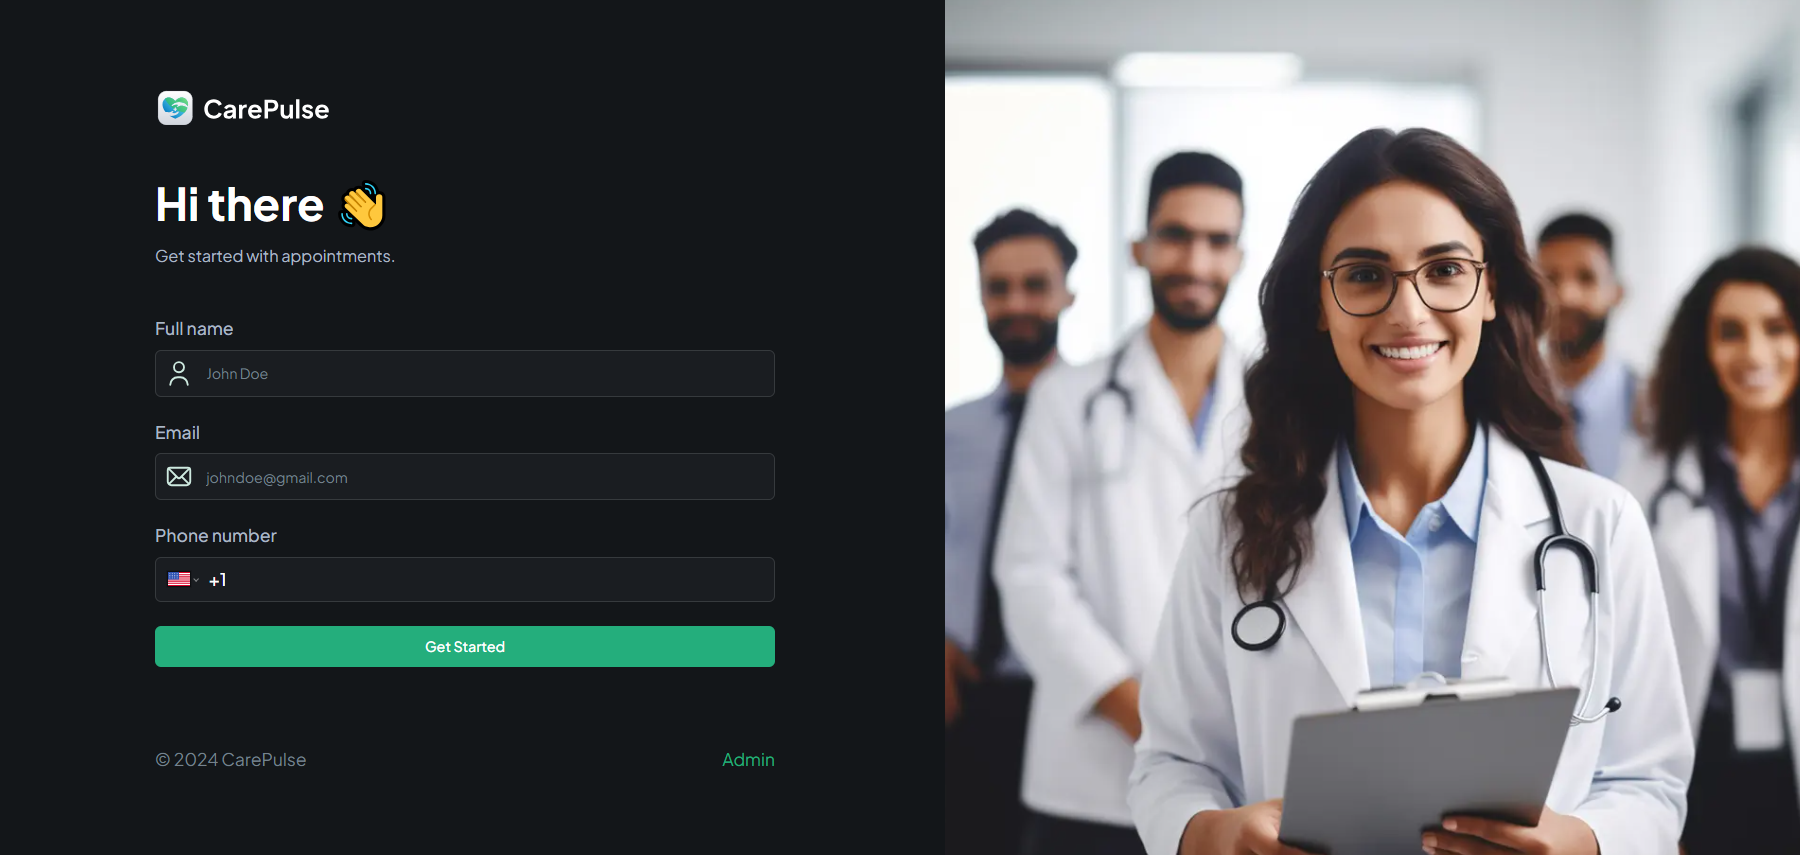 CarePulse
Hi there 👋
Get started with appointments.
Full name
John Doe
Email
johndoe@gmail.com
Phone number
+1
Get Started
© 2024 CarePulse
Admin